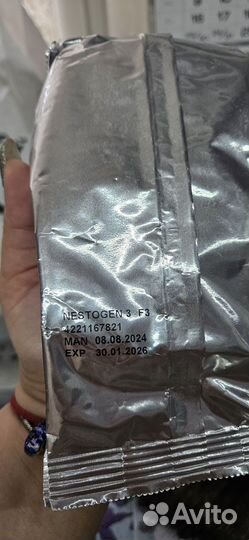 NESTOGEN 3 F3
4221167821
MAN 08.08.2024
EXP 30.01.2026
Avito